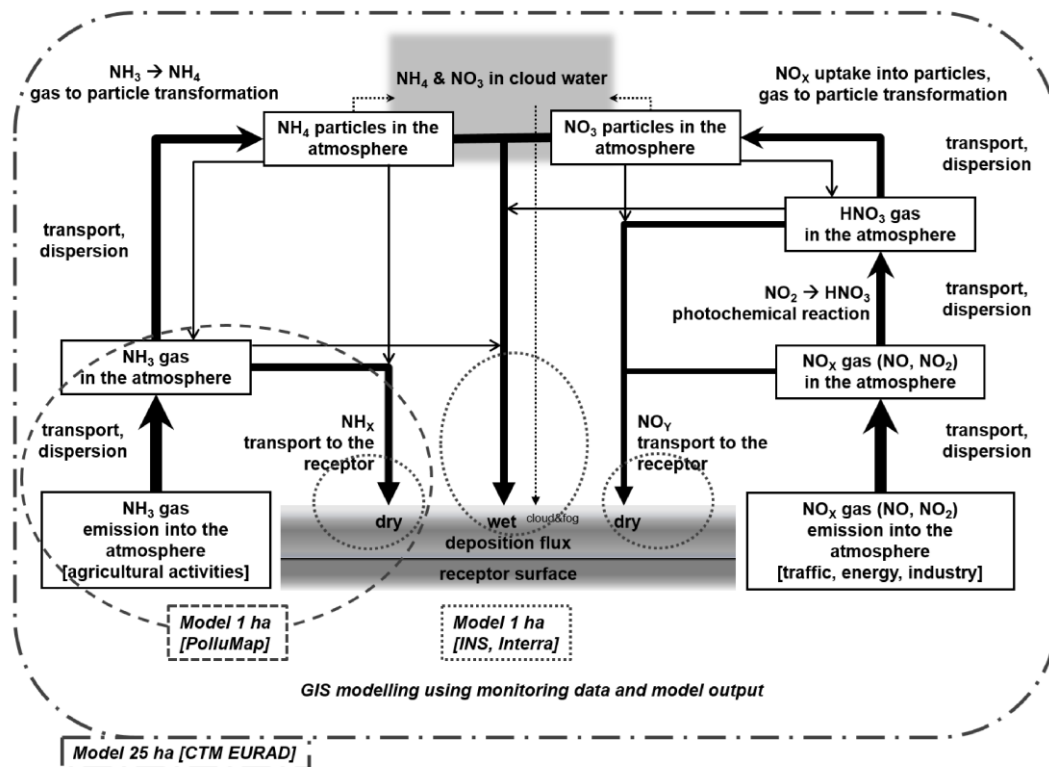 NH₃ → NH₄
gas to particle transformation
NH₄ & NO₃ in cloud water
NOₓ uptake into particles,
gas to particle transformation
NH₄ particles in the
atmosphere
NO₃ particles in the
atmosphere
transport,
dispersion
transport,
dispersion
HNO₃ gas
in the atmosphere
NO₂ → HNO₃
photochemical reaction
transport,
dispersion
NH₃ gas
in the atmosphere
NOₓ gas (NO, NO₂)
in the atmosphere
transport,
dispersion
NHₓ
transport to the
receptor
NOY
transport to the
receptor
transport,
dispersion
NH₃ gas
emission into the
atmosphere
[agricultural activities]
dry
wet
cloud&fog
dry
deposition flux
receptor surface
NOₓ gas (NO, NO₂)
emission into the
atmosphere
[traffic, energy, industry]
Model 1 ha
[PolluMap]
Model 1 ha
[INS, Interra]
GIS modelling using monitoring data and model output
Model 25 ha [CTM EURAD]